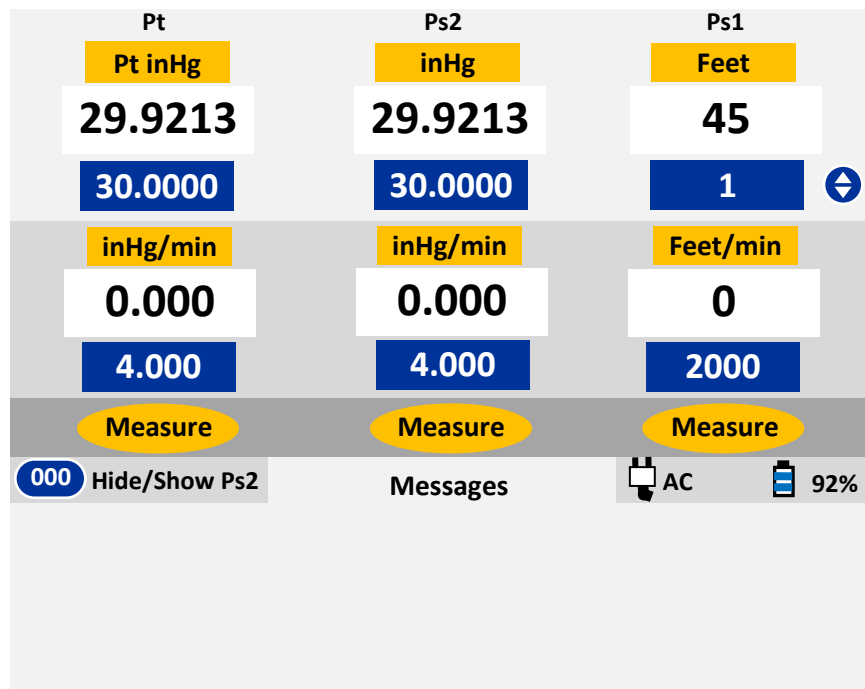 Pt Ps2 Ps1
Pt inHg inHg Feet
29.9213 29.9213 45
30.0000 30.0000 1
inHg/min inHg/min Feet/min
0.000 0.000 0
4.000 4.000 2000
Measure Measure Measure
000 Hide/Show Ps2 Messages AC 92%